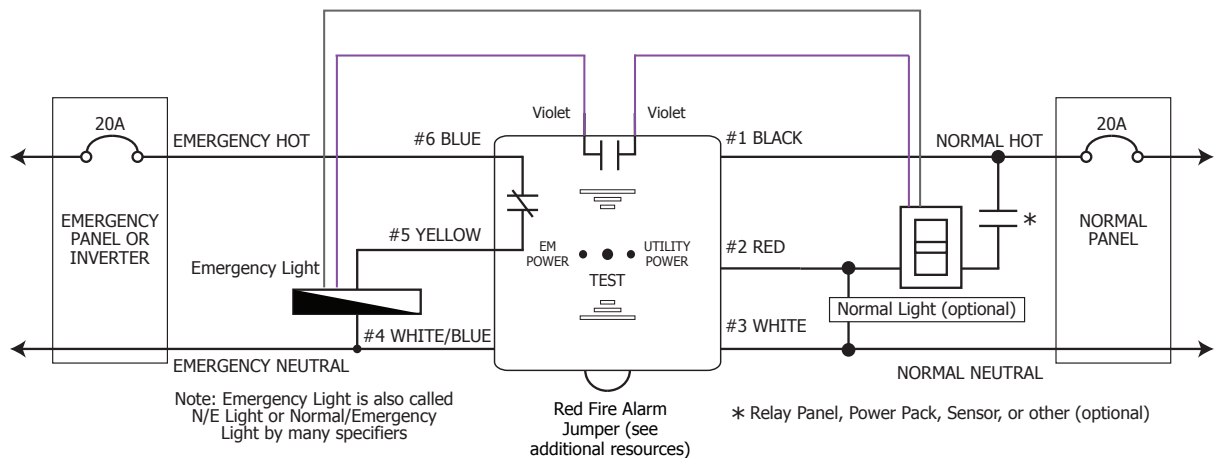 Violet
Violet
20A
EMERGENCY HOT
#6 BLUE
#1 BLACK
NORMAL HOT
20A
EMERGENCY
PANEL OR
INVERTER
#5 YELLOW
EM
POWER
UTILITY
POWER
TEST
#2 RED
*
NORMAL
PANEL
Emergency Light
Normal Light (optional)
#4 WHITE/BLUE
#3 WHITE
EMERGENCY NEUTRAL
NORMAL NEUTRAL
Note: Emergency Light is also called
N/E Light or Normal/Emergency
Light by many specifiers
Red Fire Alarm
Jumper (see
additional resources)
* Relay Panel, Power Pack, Sensor, or other (optional)